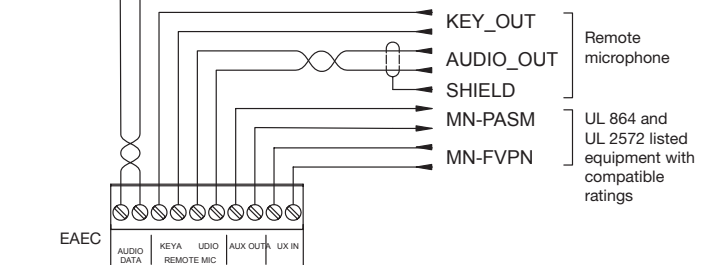 KEY_OUT
AUDIO_OUT
SHIELD
Remote
microphone
MN-PASM
MN-FVPN
UL 864 and
UL 2572 listed
equipment with
compatible
ratings
EAEC
AUDIO
DATA
KEYA UDIO
REMOTE MIC
AUX OUTA UX IN